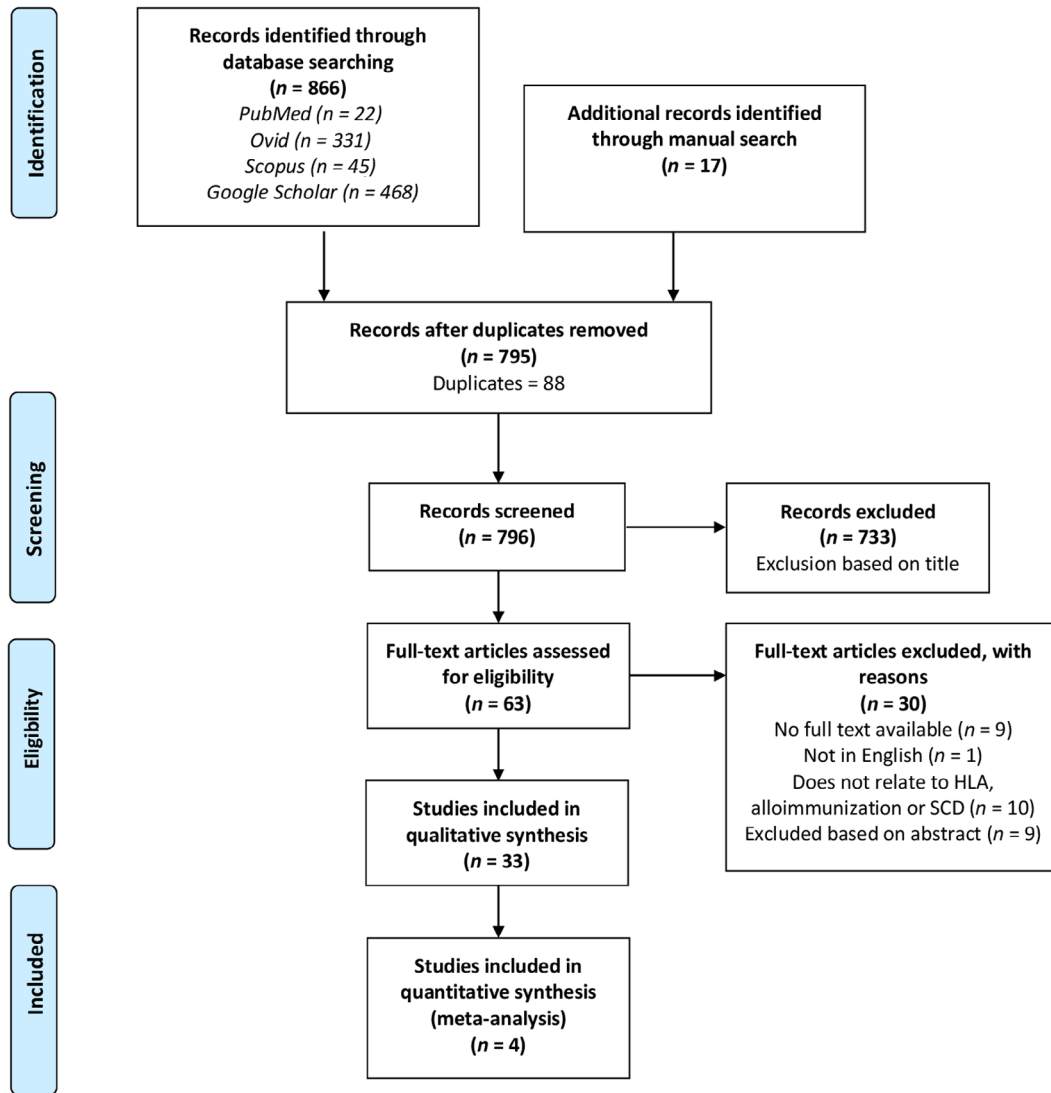 Identification
Records identified through
database searching
(n = 866)
PubMed (n = 22)
Ovid (n = 331)
Scopus (n = 45)
Google Scholar (n = 468)
Additional records identified
through manual search
(n = 17)
Records after duplicates removed
(n = 795)
Duplicates = 88
Screening
Records screened
(n = 796)
Records excluded
(n = 733)
Exclusion based on title
Eligibility
Full-text articles assessed
for eligibility
(n = 63)
Full-text articles excluded, with
reasons
(n = 30)
No full text available (n = 9)
Not in English (n = 1)
Does not relate to HLA,
alloimmunization or SCD (n = 10)
Excluded based on abstract (n = 9)
Studies included in
qualitative synthesis
(n = 33)
Included
Studies included in
quantitative synthesis
(meta-analysis)
(n = 4)